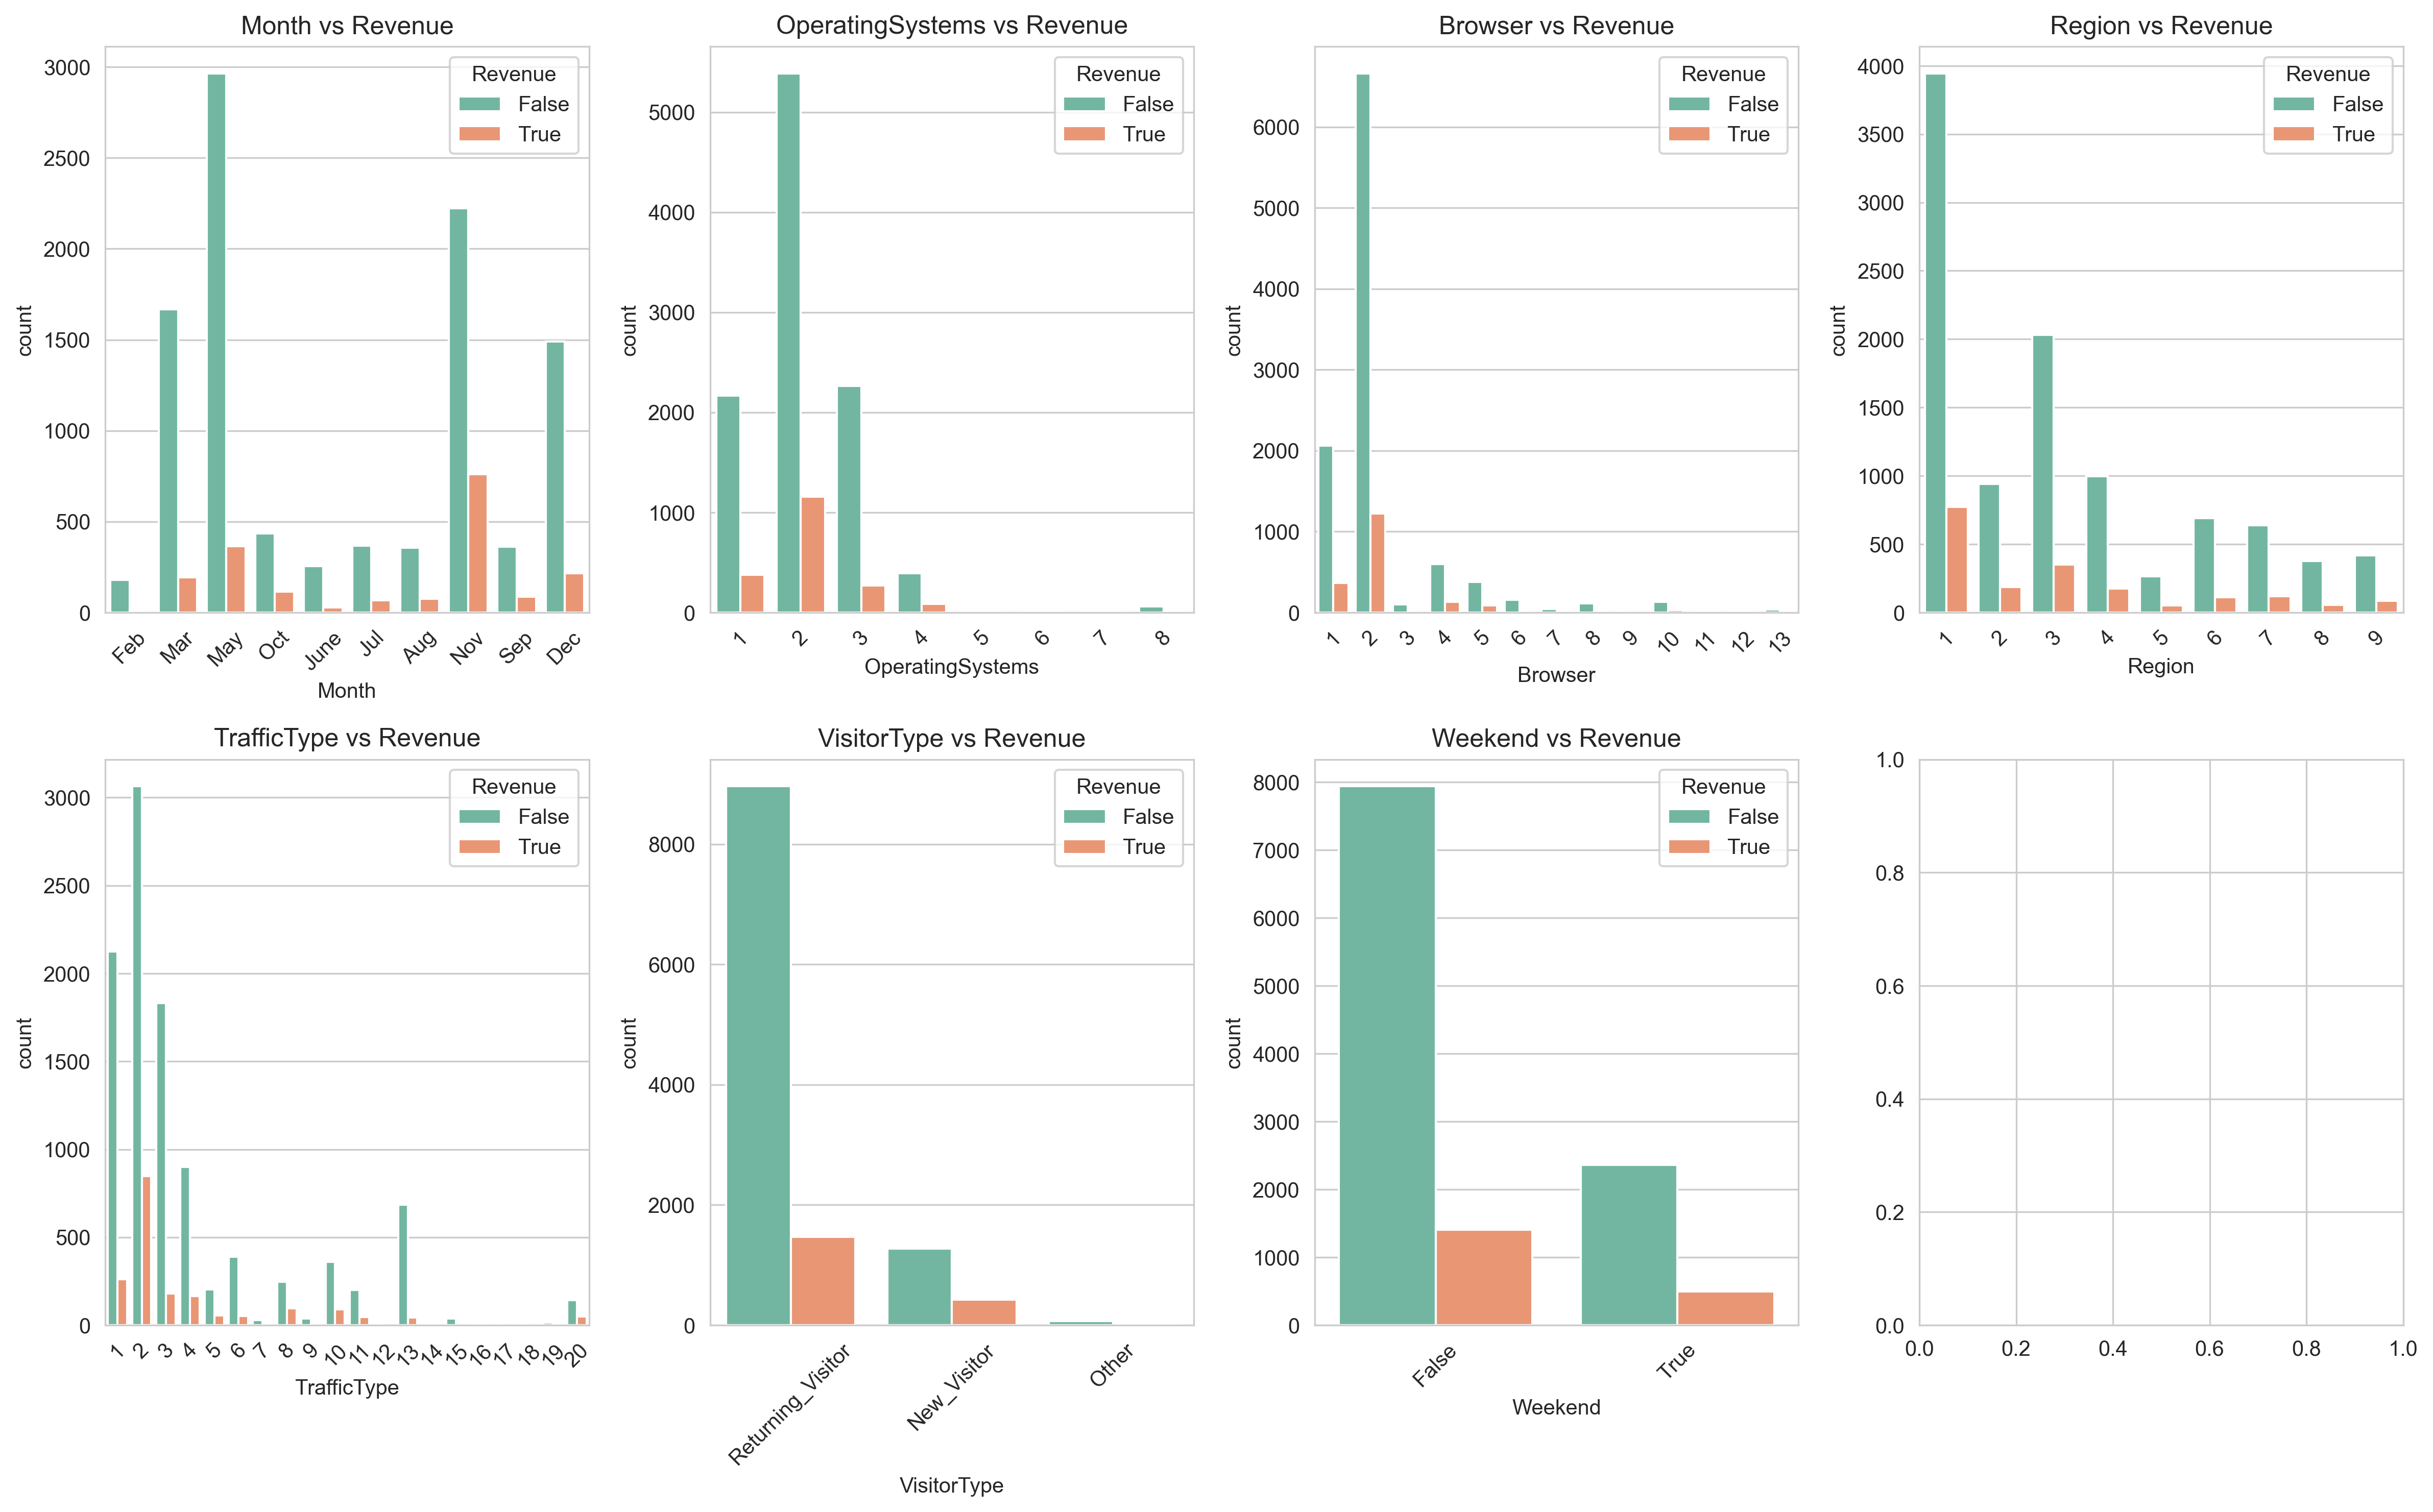 Month vs Revenue
3000
2500
2000
1500
1000
500
0
count
Feb Mar May Oct June Jul Aug Nov Sep Dec
Month
Revenue
False
True
OperatingSystems vs Revenue
5000
4000
3000
2000
1000
0
count
1 2 3 4 5 6 7 8
OperatingSystems
Revenue
False
True
Browser vs Revenue
6000
5000
4000
3000
2000
1000
0
count
1 2 3 4 5 6 7 8 9 10 11 12 13
Browser
Revenue
False
True
Region vs Revenue
4000
3500
3000
2500
2000
1500
1000
500
0
count
1 2 3 4 5 6 7 8 9
Region
Revenue
False
True
TrafficType vs Revenue
3000
2500
2000
1500
1000
500
0
count
1 2 3 4 5 6 7 8 9 10 11 12 13 14 15 16 17 18 19 20
TrafficType
Revenue
False
True
VisitorType vs Revenue
8000
6000
4000
2000
0
count
Returning_Visitor New_Visitor Other
VisitorType
Revenue
False
True
Weekend vs Revenue
8000
7000
6000
5000
4000
3000
2000
1000
0
count
False True
Weekend
Revenue
False
True
1.0
0.8
0.6
0.4
0.2
0.0
0.0 0.2 0.4 0.6 0.8 1.0